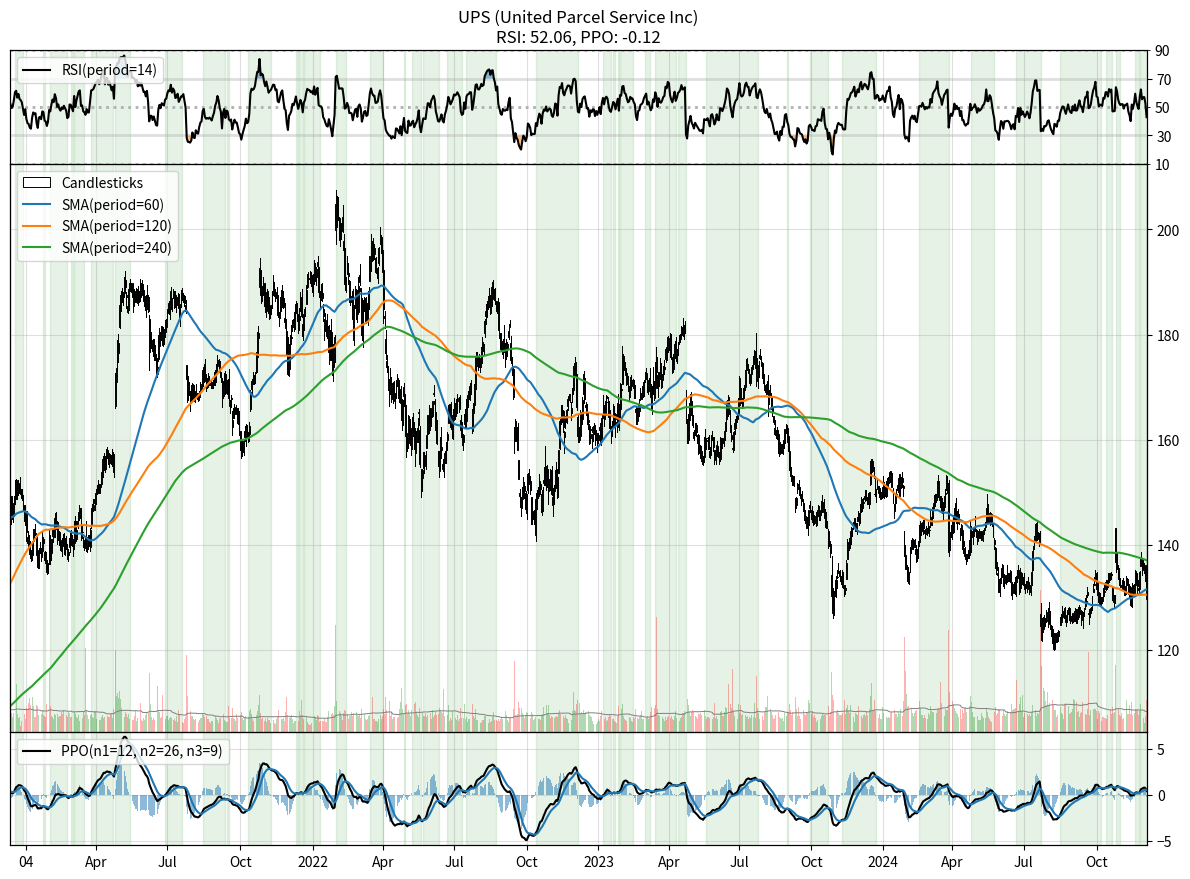 UPS (United Parcel Service Inc)
RSI: 52.06, PPO: -0.12
RSI(period=14)
90
70
50
30
10
Candlesticks
SMA(period=60)
SMA(period=120)
SMA(period=240)
200
180
160
140
120
PPO(n1=12, n2=26, n3=9)
5
0
−5
04 Apr Jul Oct 2022 Apr Jul Oct 2023 Apr Jul Oct 2024 Apr Jul Oct